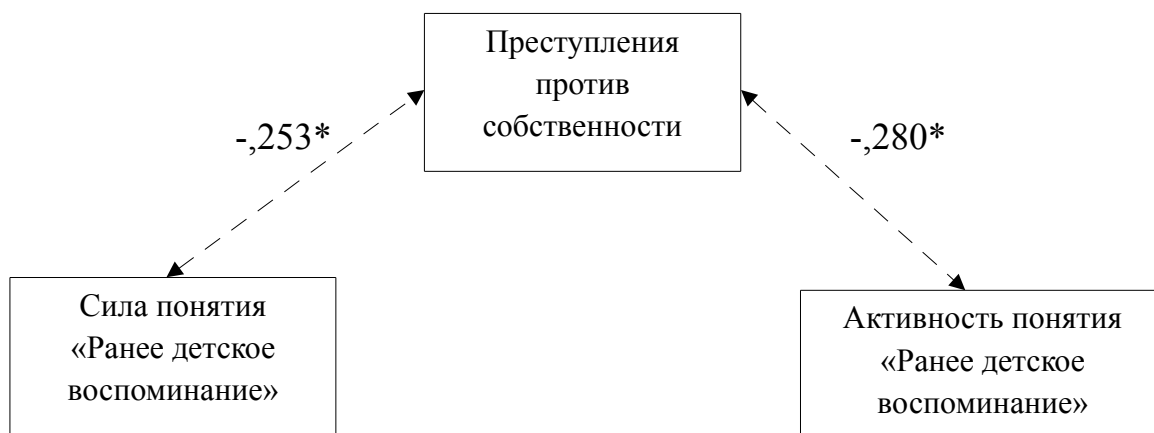 Преступления
против
собственности
-,253*
-,280*
Сила понятия
«Ранее детское
воспоминание»
Активность понятия
«Ранее детское
воспоминание»